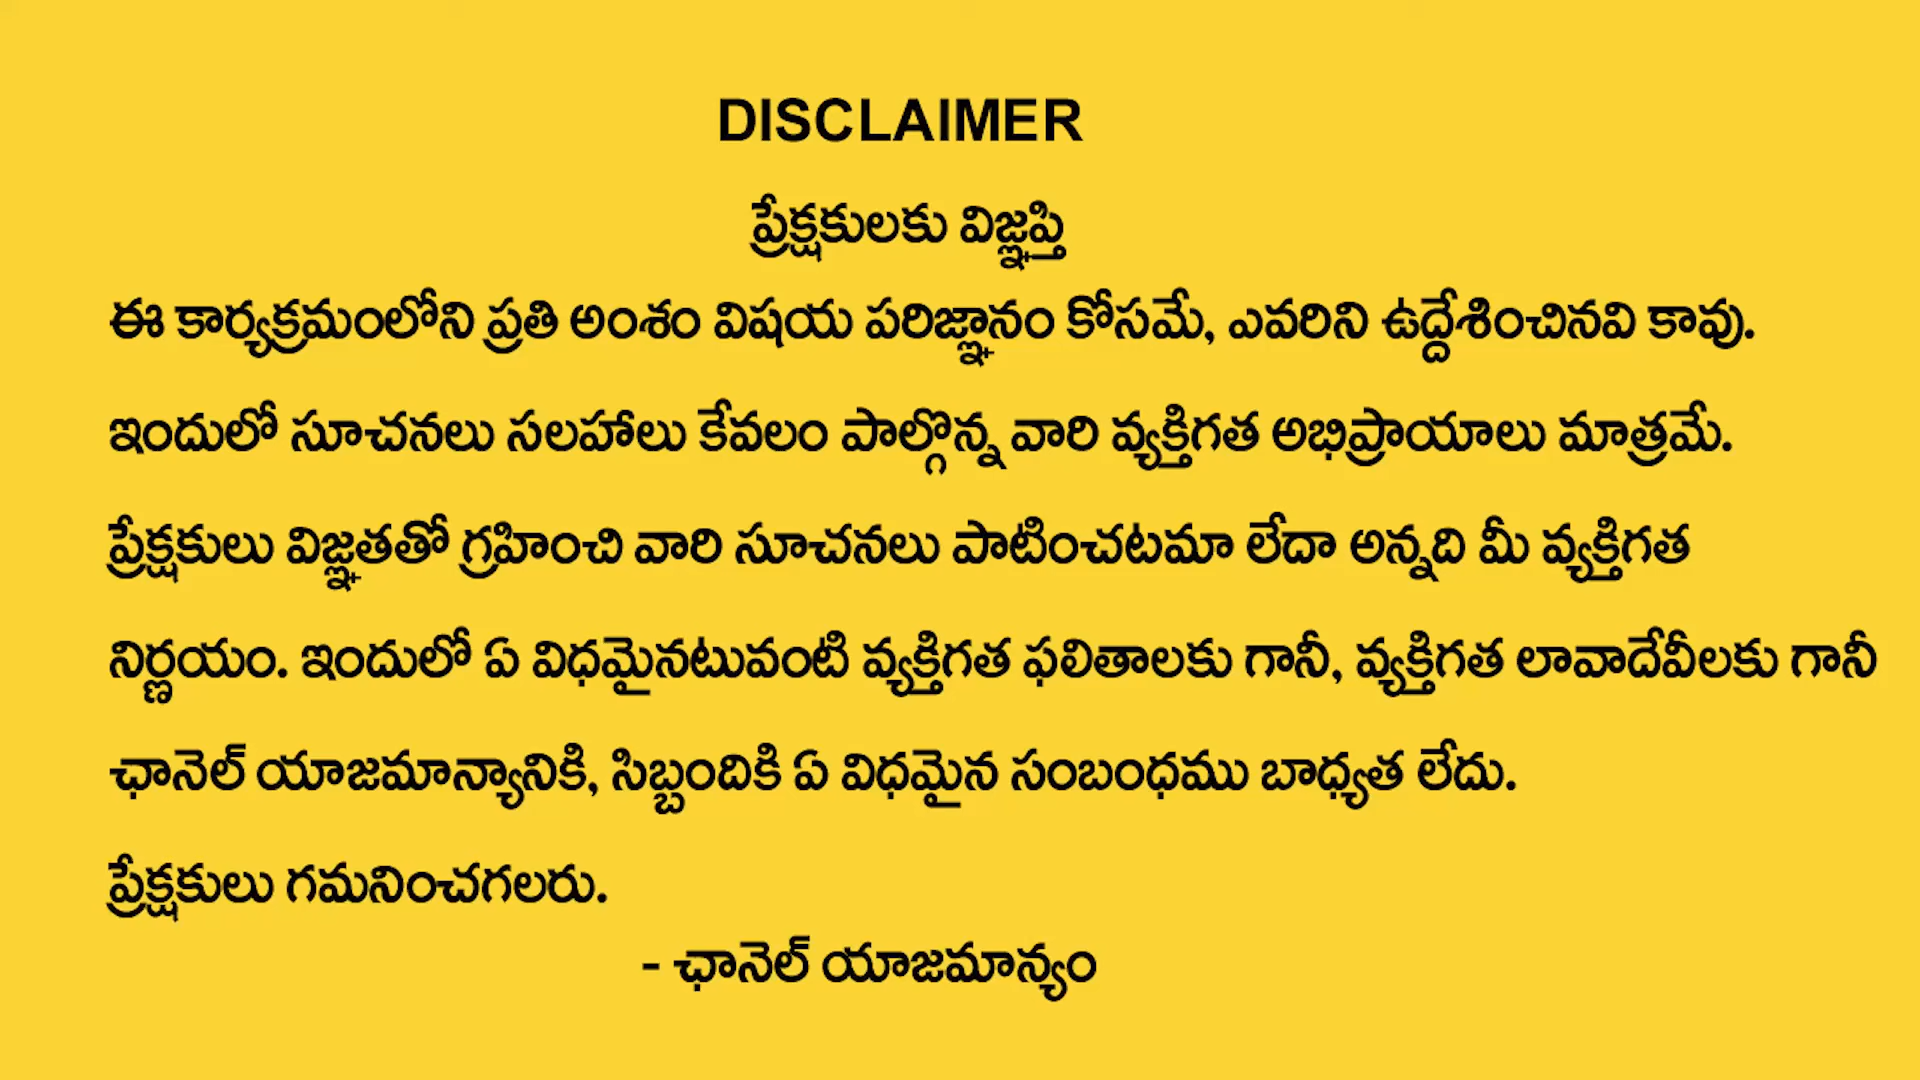 DISCLAIMER
ప్రేక్షకులకు విజ్ఞప్తి
ఈ కార్యక్రమంలోని ప్రతి అంశం విషయ పరిజ్ఞానం కోసమే, ఎవరిని ఉద్దేశించినవి కావు.
ఇందులో సూచనలు సలహాలు కేవలం పాల్గొన్న వారి వ్యక్తిగత అభిప్రాయాలు మాత్రమే.
ప్రేక్షకులు విజ్ఞతతో గ్రహించి వారి సూచనలు పాటించటమా లేదా అన్నది మీ వ్యక్తిగత
నిర్ణయం. ఇందులో ఏ విధమైనటువంటి వ్యక్తిగత ఫలితాలకు గానీ, వ్యక్తిగత లావాదేవీలకు గానీ
ఛానెల్ యాజమాన్యానికి, సిబ్బందికి ఏ విధమైన సంబంధము బాధ్యత లేదు.
ప్రేక్షకులు గమనించగలరు.
- ఛానెల్ యాజమాన్యం